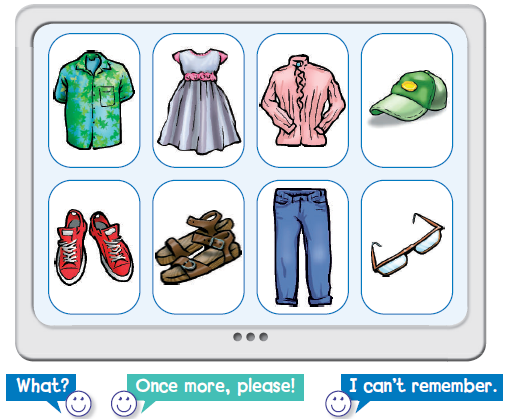 What?
Once more, please!
I can't remember.